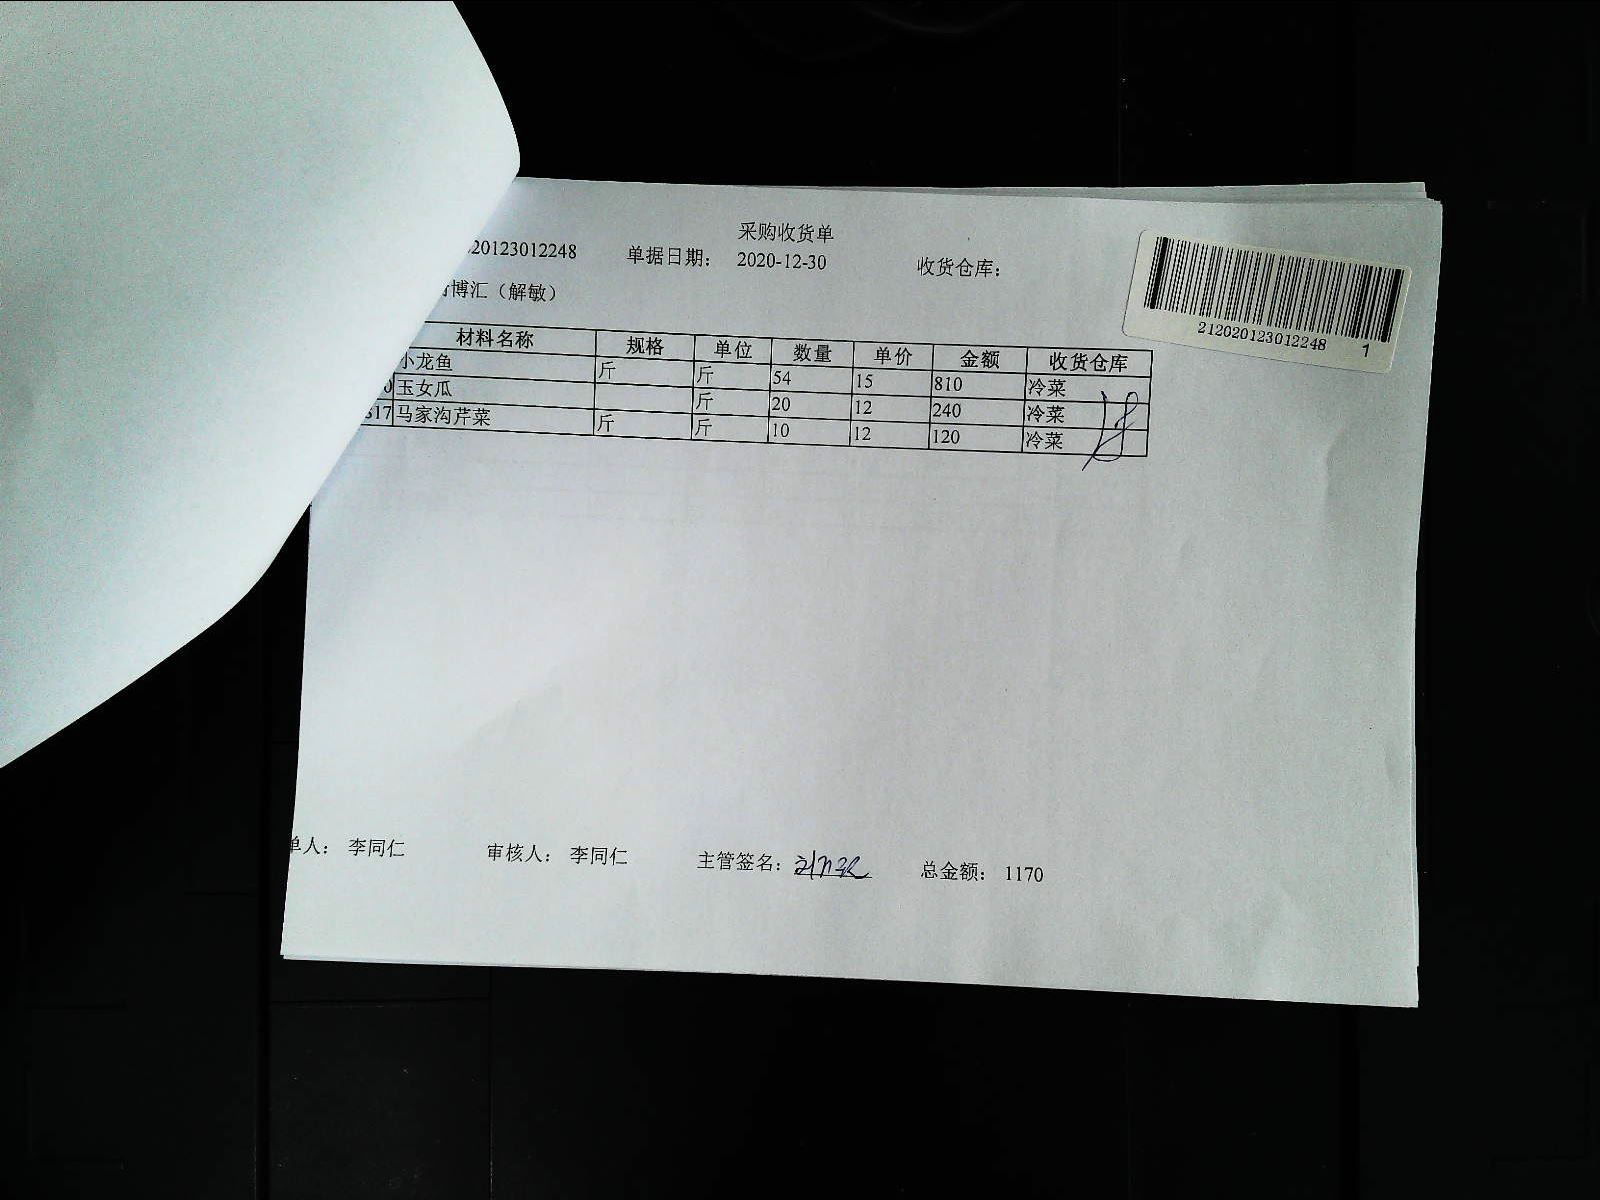 采购收货单
20123012248 单据日期: 2020-12-30 收货仓库:
博汇（解敏）
212020123012248 1
材料名称 规格 单位 数量 单价 金额 收货仓库
小龙鱼 斤 斤 54 15 810 冷菜
0 玉女瓜 斤 20 12 240 冷菜
317 马家沟芹菜 斤 斤 10 12 120 冷菜
单人: 李同仁 审核人: 李同仁 主管签名: 总金额: 1170